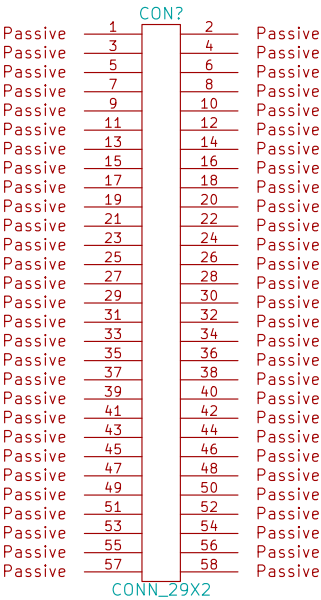 CON?
Passive 1 2 Passive
Passive 3 4 Passive
Passive 5 6 Passive
Passive 7 8 Passive
Passive 9 10 Passive
Passive 11 12 Passive
Passive 13 14 Passive
Passive 15 16 Passive
Passive 17 18 Passive
Passive 19 20 Passive
Passive 21 22 Passive
Passive 23 24 Passive
Passive 25 26 Passive
Passive 27 28 Passive
Passive 29 30 Passive
Passive 31 32 Passive
Passive 33 34 Passive
Passive 35 36 Passive
Passive 37 38 Passive
Passive 39 40 Passive
Passive 41 42 Passive
Passive 43 44 Passive
Passive 45 46 Passive
Passive 47 48 Passive
Passive 49 50 Passive
Passive 51 52 Passive
Passive 53 54 Passive
Passive 55 56 Passive
Passive 57 58 Passive
CONN_29X2